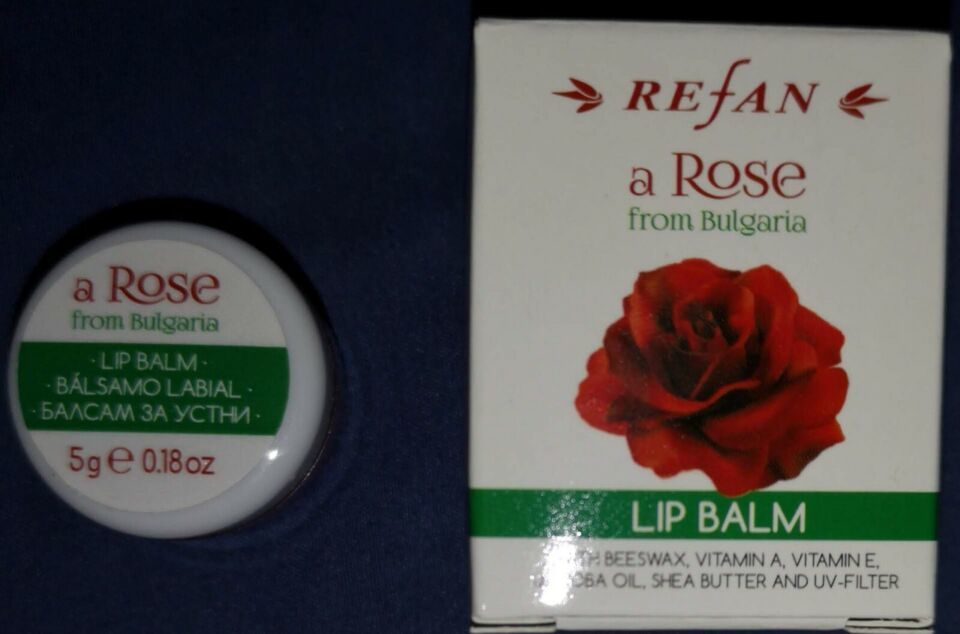 a Rose
from Bulgaria
· LIP BALM ·
· BÁLSAMO LABIAL ·
· БАЛСАМ ЗА УСТНИ ·
5g e 0.18oz
REfAN
a Rose
from Bulgaria
LIP BALM
BEESWAX, VITAMIN A, VITAMIN E,
OIL, SHEA BUTTER AND UV-FILTER